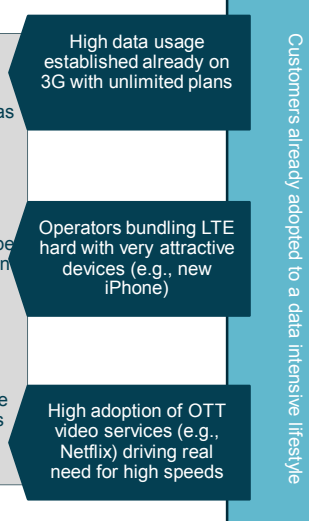 High data usage
established already on
3G with unlimited plans
as
Operators bundling LTE
hard with very attractive
devices (e.g., new
iPhone)
High adoption of OTT
video services (e.g.,
Netflix) driving real
need for high speeds
Customers already adopted to a data intensive lifestyle